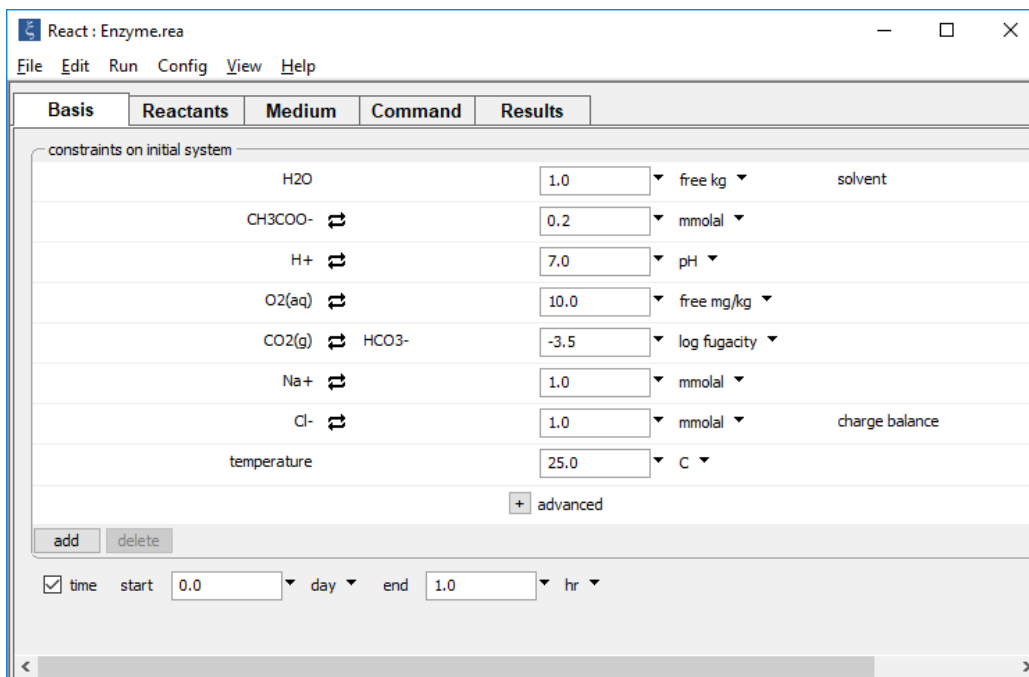 React : Enzyme.rea
File Edit Run Config View Help
Basis Reactants Medium Command Results
constraints on initial system
H2O 1.0 free kg solvent
CH3COO- 0.2 mmolal
H+ 7.0 pH
O2(aq) 10.0 free mg/kg
CO2(g) HCO3- -3.5 log fugacity
Na+ 1.0 mmolal
Cl- 1.0 mmolal charge balance
temperature 25.0 C
+ advanced
add delete
time start 0.0 day end 1.0 hr